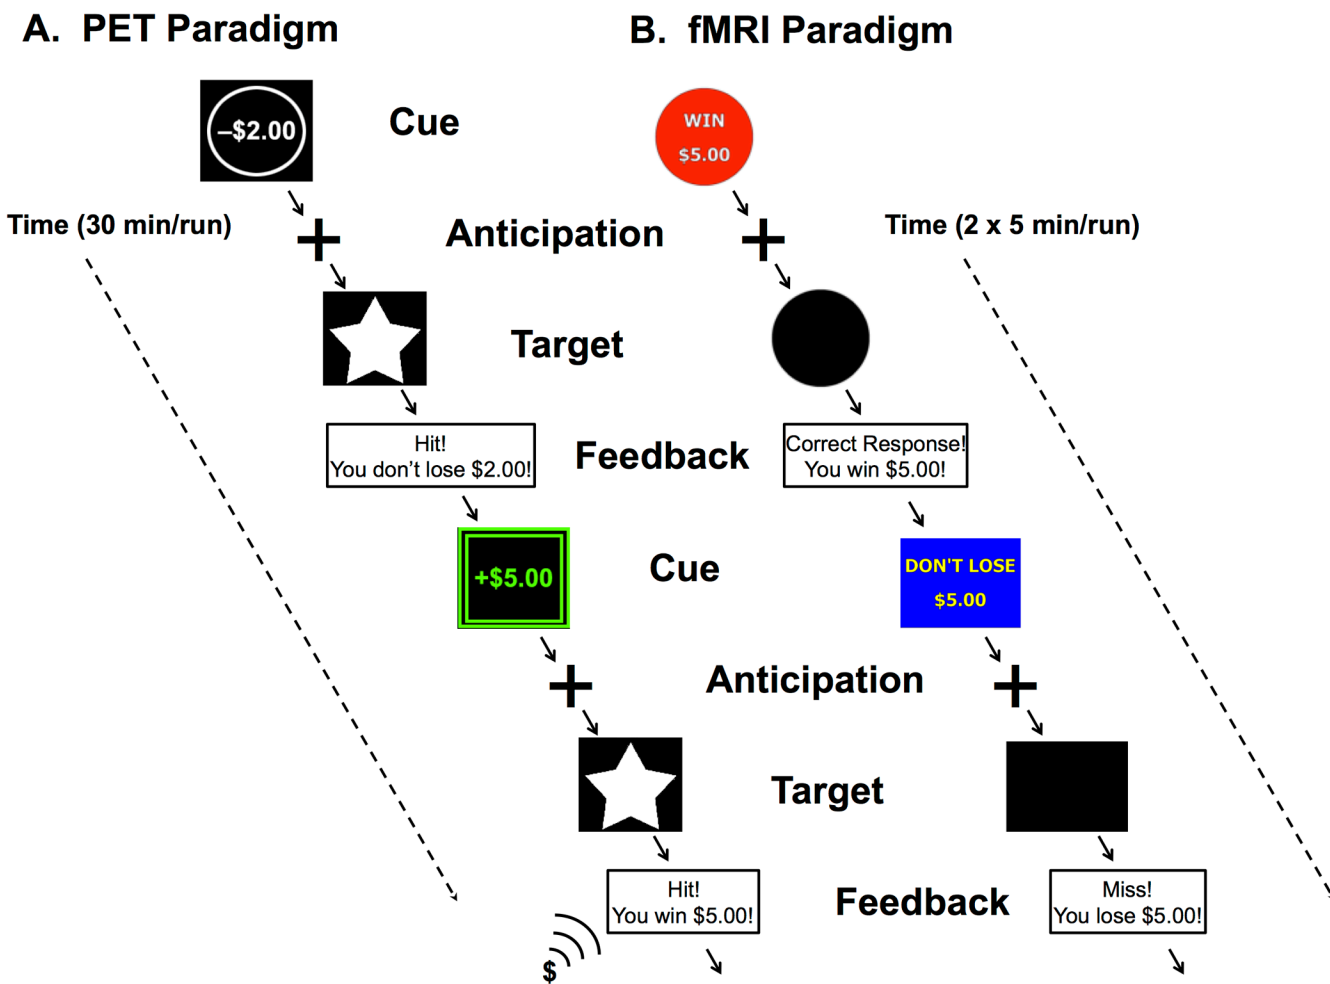 A. PET Paradigm
B. fMRI Paradigm
–$2.00
Cue
WIN
$5.00
Time (30 min/run)
Anticipation
Time (2 x 5 min/run)
Target
Hit!
You don't lose $2.00!
Feedback
Correct Response!
You win $5.00!
+$5.00
Cue
DON'T LOSE
$5.00
Anticipation
Target
Hit!
You win $5.00!
Feedback
Miss!
You lose $5.00!
$